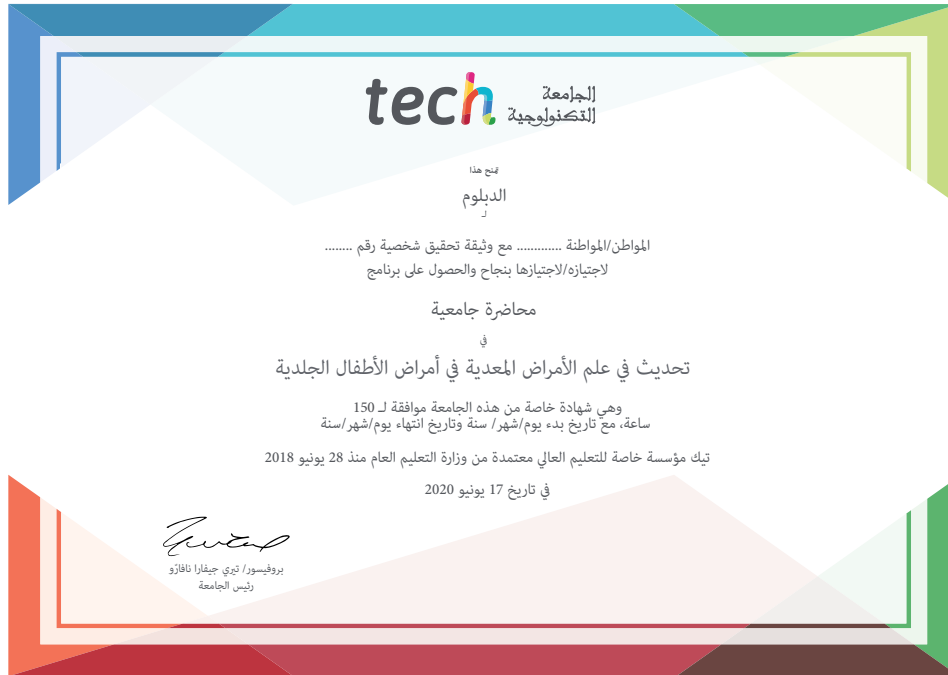 tech الجامعة
التكنولوجية
تمنح هذا
الدبلوم
لـ
المواطن/المواطنة ............. مع وثيقة تحقيق شخصية رقم ........
لاجتيازه/لاجتيازها بنجاح والحصول على برنامج
محاضرة جامعية
في
تحديث في علم الأمراض المعدية في أمراض الأطفال الجلدية
وهي شهادة خاصة من هذه الجامعة موافقة لـ 150
ساعة، مع تاريخ بدء يوم/شهر/ سنة وتاريخ انتهاء يوم/شهر/سنة
تيك مؤسسة خاصة للتعليم العالي معتمدة من وزارة التعليم العام منذ 28 يونيو 2018
في تاريخ 17 يونيو 2020
بروفيسور/ تيري جيفارا نافارّو
رئيس الجامعة